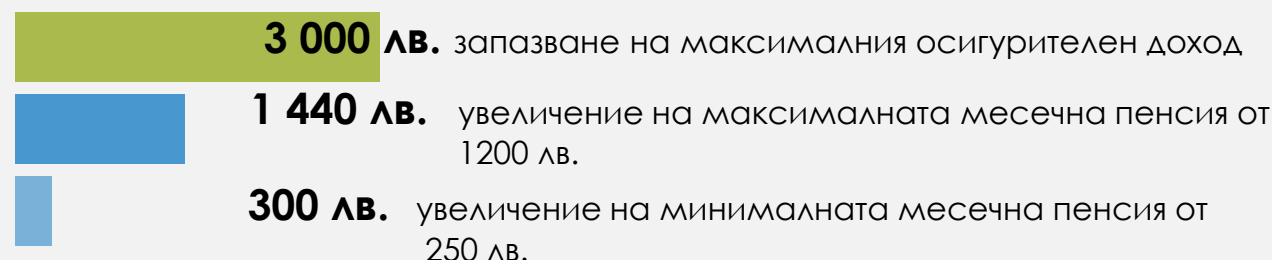 3 000 лв. запазване на максималния осигурителен доход
1 440 лв. увеличение на максималната месечна пенсия от
1200 лв.
300 лв. увеличение на минималната месечна пенсия от
250 лв.